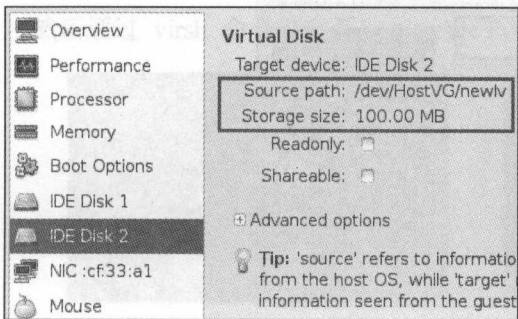 Overview
Performance
Processor
Memory
Boot Options
IDE Disk 1
IDE Disk 2
NIC :cf:33:a1
Mouse
Virtual Disk
Target device: IDE Disk 2
Source path: /dev/HostVG/newlv
Storage size: 100.00 MB
Readonly:
Shareable:
Advanced options
Tip: 'source' refers to informatio
from the host OS, while 'target'
information seen from the guest